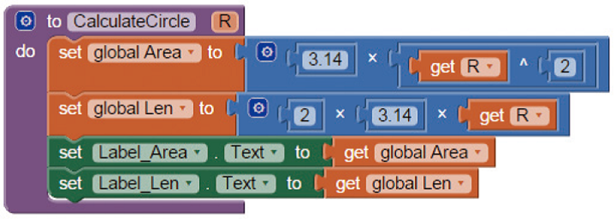 to CalculateCircle R
do set global Area to 3.14 × get R ^ 2
set global Len to 2 × 3.14 × get R
set Label_Area . Text to get global Area
set Label_Len . Text to get global Len